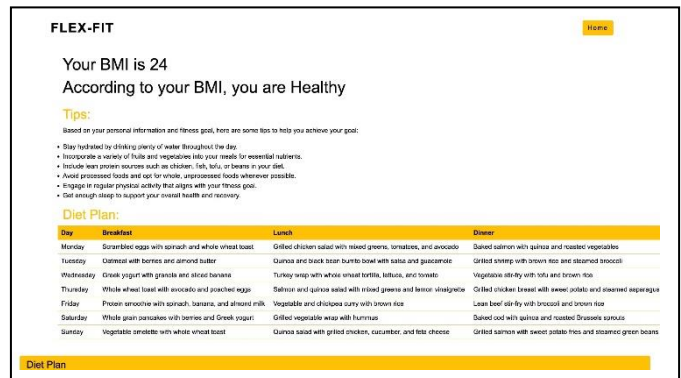 FLEX-FIT
Home
Your BMI is 24
According to your BMI, you are Healthy
Tips:
Based on your personal information and fitness goal, here are some tips to help you achieve your goal:
• Stay hydrated by drinking plenty of water throughout the day.
• Incorporate a variety of fruits and vegetables into your meals for essential nutrients.
• Include lean protein sources such as chicken, fish, tofu, or beans in your diet.
• Avoid processed foods and opt for whole, unprocessed foods whenever possible.
• Engage in regular physical activity that aligns with your fitness goal.
• Get enough sleep to support your overall health and recovery.
Diet Plan:
Day Breakfast Lunch Dinner
Monday Scrambled eggs with spinach and whole wheat toast Grilled chicken salad with mixed greens, tomatoes, and avocado Baked salmon with quinoa and roasted vegetables
Tuesday Oatmeal with berries and almond butter Quinoa and black bean burrito bowl with salsa and guacamole Grilled shrimp with brown rice and steamed broccoli
Wednesday Greek yogurt with granola and sliced banana Turkey wrap with whole wheat tortilla, lettuce, and tomato Vegetable stir-fry with tofu and brown rice
Thursday Whole wheat toast with avocado and poached eggs Salmon and quinoa salad with mixed greens and lemon vinaigrette Grilled chicken breast with sweet potato and steamed asparagus
Friday Protein smoothie with spinach, banana, and almond milk Vegetable and chickpea curry with brown rice Lean beef stir-fry with broccoli and brown rice
Saturday Whole grain pancakes with berries and Greek yogurt Grilled vegetable wrap with hummus Baked cod with quinoa and roasted Brussels sprouts
Sunday Vegetable omelette with whole wheat toast Quinoa salad with grilled chicken, cucumber, and feta cheese Grilled salmon with sweet potato fries and steamed green beans
Diet Plan